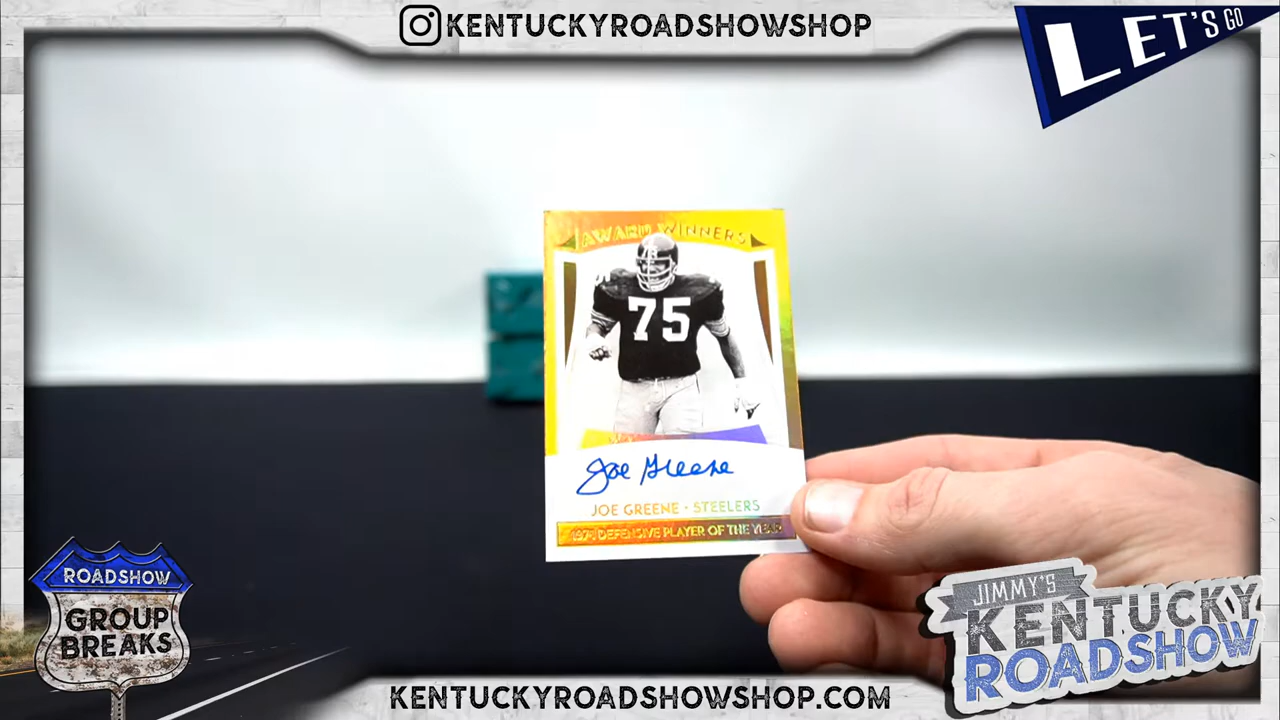 KENTUCKYROADSHOWSHOP
LET'S GO
AWARD WINNERS
75
Joe Greene
JOE GREENE • STEELERS
DEFENSIVE PLAYER OF THE YEAR
ROADSHOW
GROUP
BREAKS
JIMMY'S
KENTUCKY
ROADSHOW
KENTUCKYROADSHOWSHOP.COM